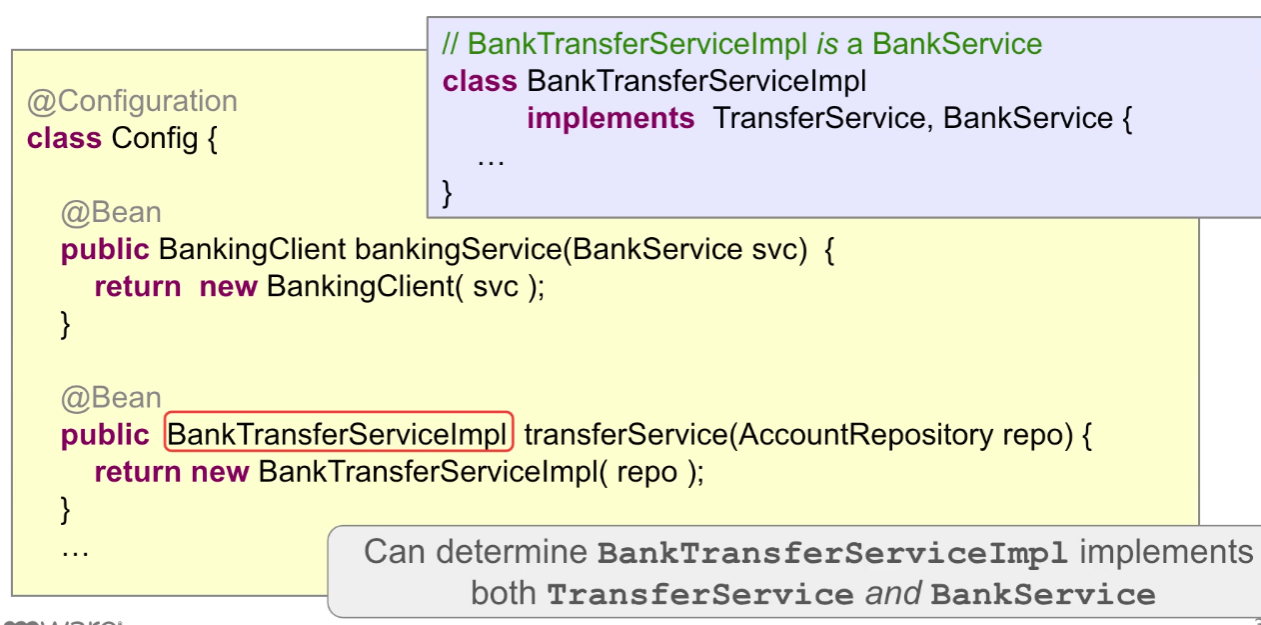 // BankTransferServiceImpl is a BankService
class BankTransferServiceImpl
implements TransferService, BankService {
…
}
@Configuration
class Config {
@Bean
public BankingClient bankingService(BankService svc) {
return new BankingClient( svc );
}
@Bean
public BankTransferServiceImpl transferService(AccountRepository repo) {
return new BankTransferServiceImpl( repo );
}
…
Can determine BankTransferServiceImpl implements
both TransferService and BankService